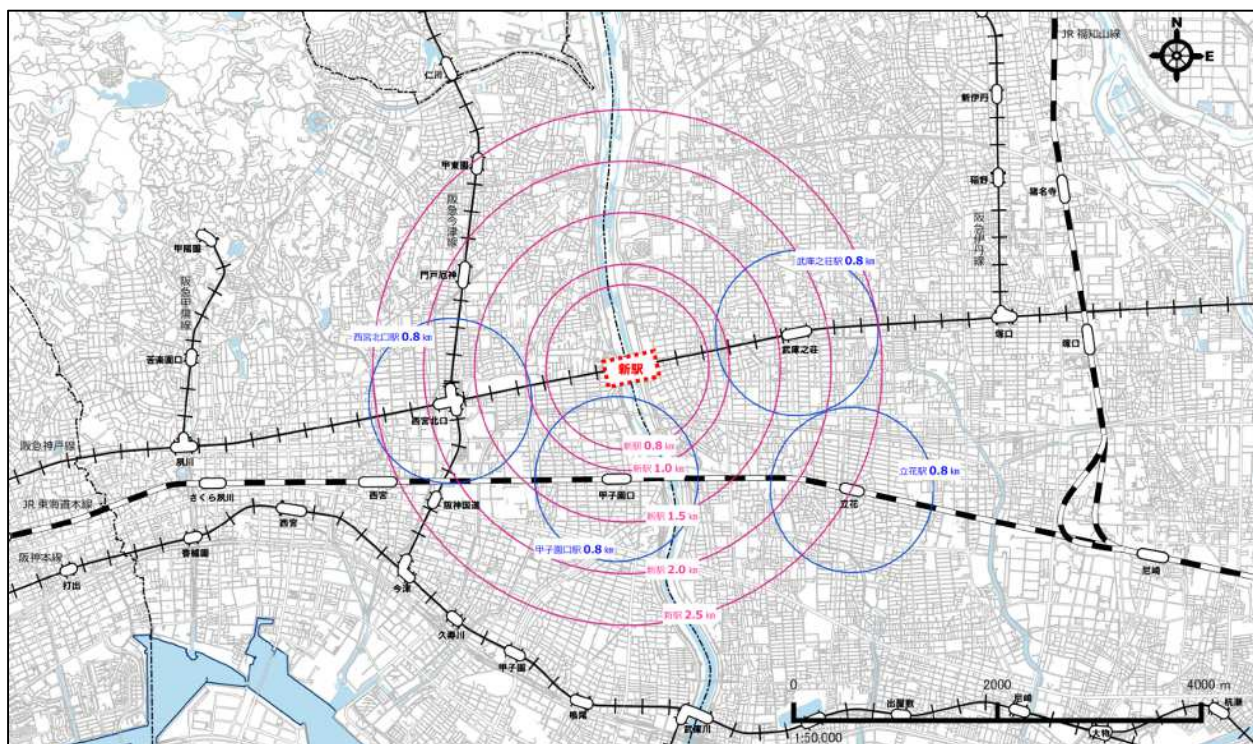 N
E
JR 福知山線
仁川
新伊丹
甲東園
稲野
猪名寺
阪急今津線
阪急伊丹線
甲陽園
武庫之荘駅 0.8 ㎞
門戸厄神
阪急甲陽線
塚口
西宮北口駅 0.8 ㎞
武庫之荘
塚口
苦楽園口
新駅
西宮北口
阪急神戸線
夙川
新駅 0.8 ㎞
新駅 1.0 ㎞
立花駅 0.8 ㎞
さくら夙川
西宮
甲子園口
立花
阪神国道
JR 東海道本線
西宮
新駅 1.5 ㎞
香櫨園
甲子園口駅 0.8 ㎞
阪神本線
尼崎
打出
新駅 2.0 ㎞
今津
新駅 2.5 ㎞
久寿川
甲子園
0
2000
4000 m
鳴尾
出屋敷
尼崎
杭瀬
武庫川
大物
1:50,000